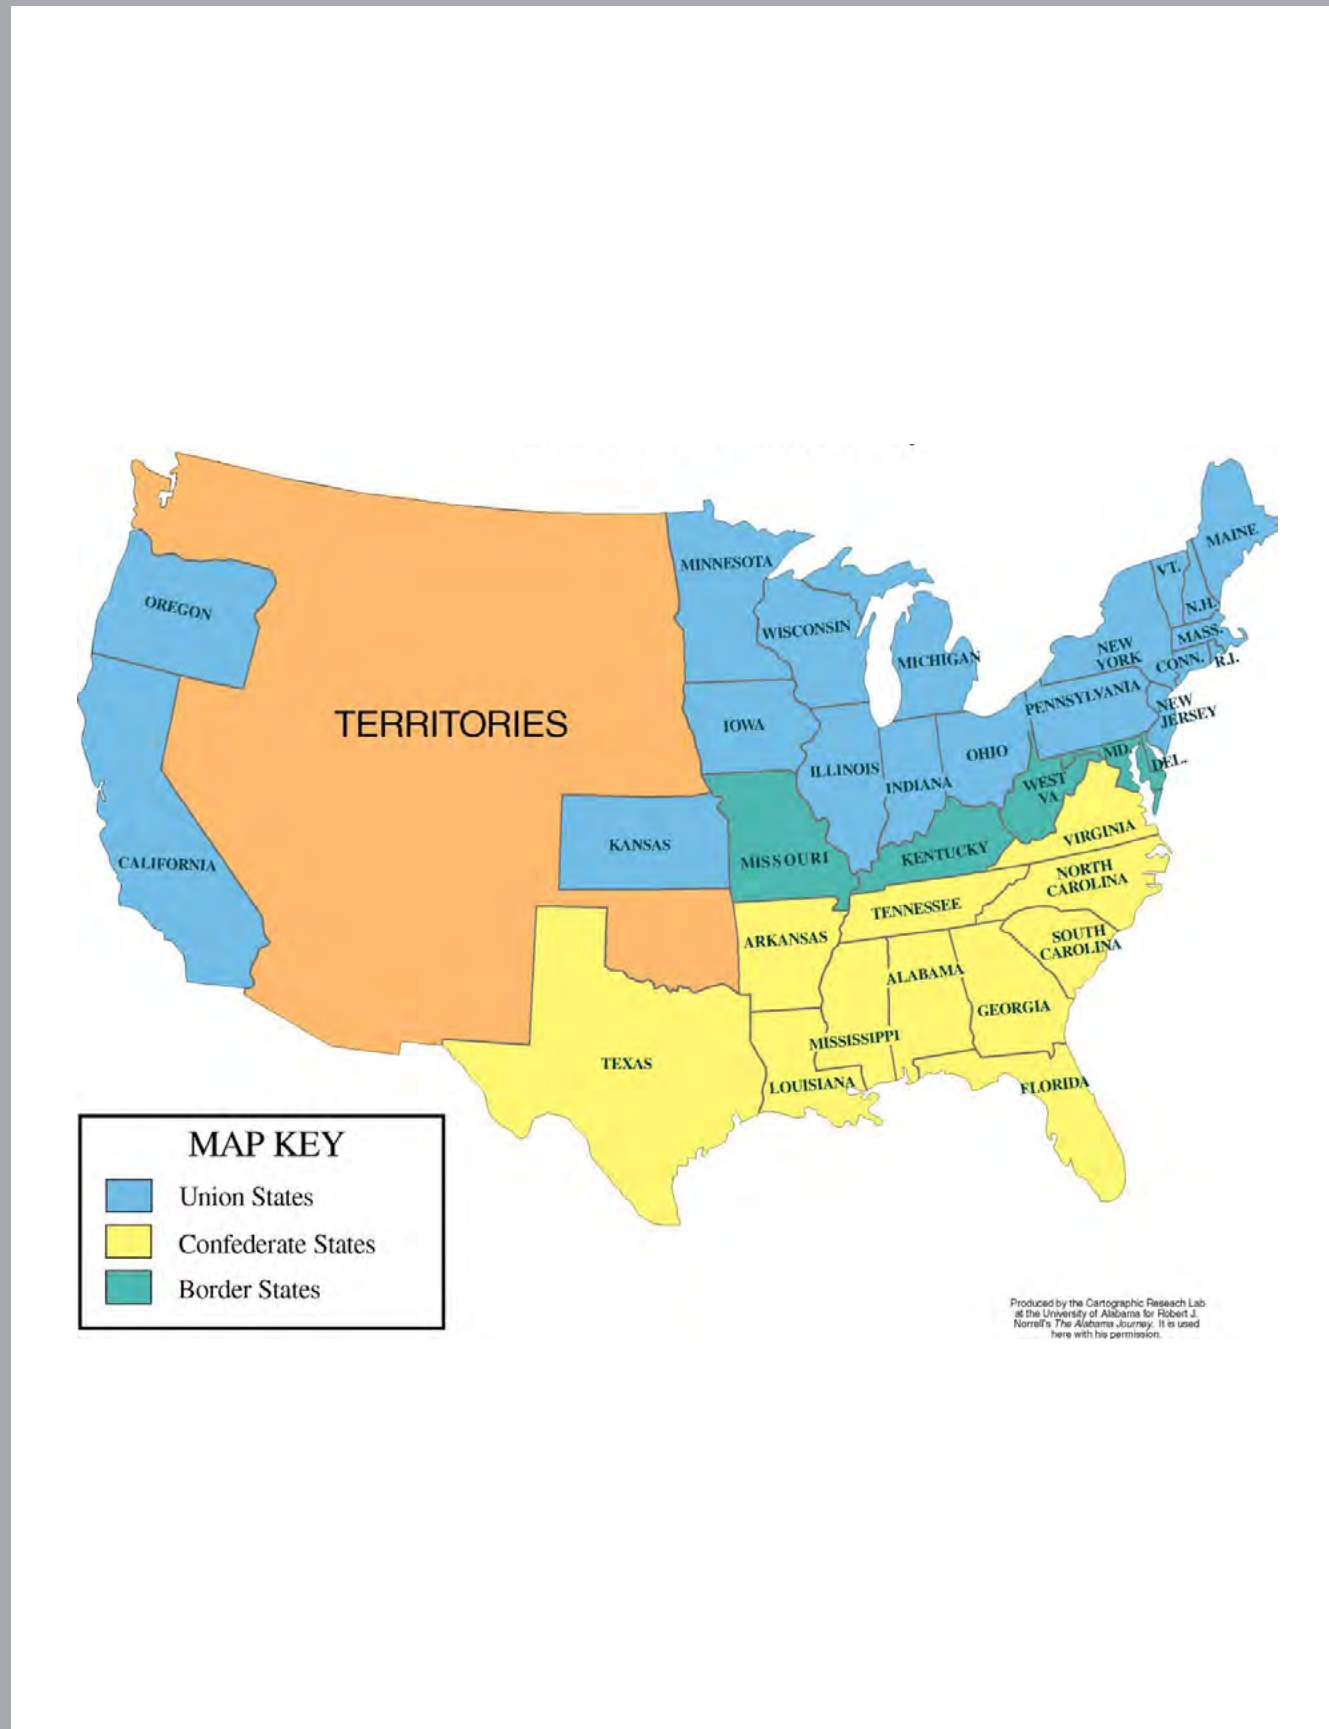 MAINE
MINNESOTA
VT.
OREGON
N.H.
WISCONSIN
MASS.
NEW
YORK
MICHIGAN
CONN.
R.I.
PENNSYLVANIA
NEW
JERSEY
TERRITORIES
IOWA
OHIO
MD.
DEL.
ILLINOIS
INDIANA
WEST
VA
KANSAS
VIRGINIA
CALIFORNIA
MISSOURI
KENTUCKY
NORTH
CAROLINA
TENNESSEE
ARKANSAS
SOUTH
CAROLINA
ALABAMA
GEORGIA
MISSISSIPPI
TEXAS
LOUISIANA
FLORIDA
MAP KEY
Union States
Confederate States
Border States
Produced by the Cartographic Reseach Lab
at the University of Alabama for Robert J.
Norrell's The Alabama Journey. It is used
here with his permission.